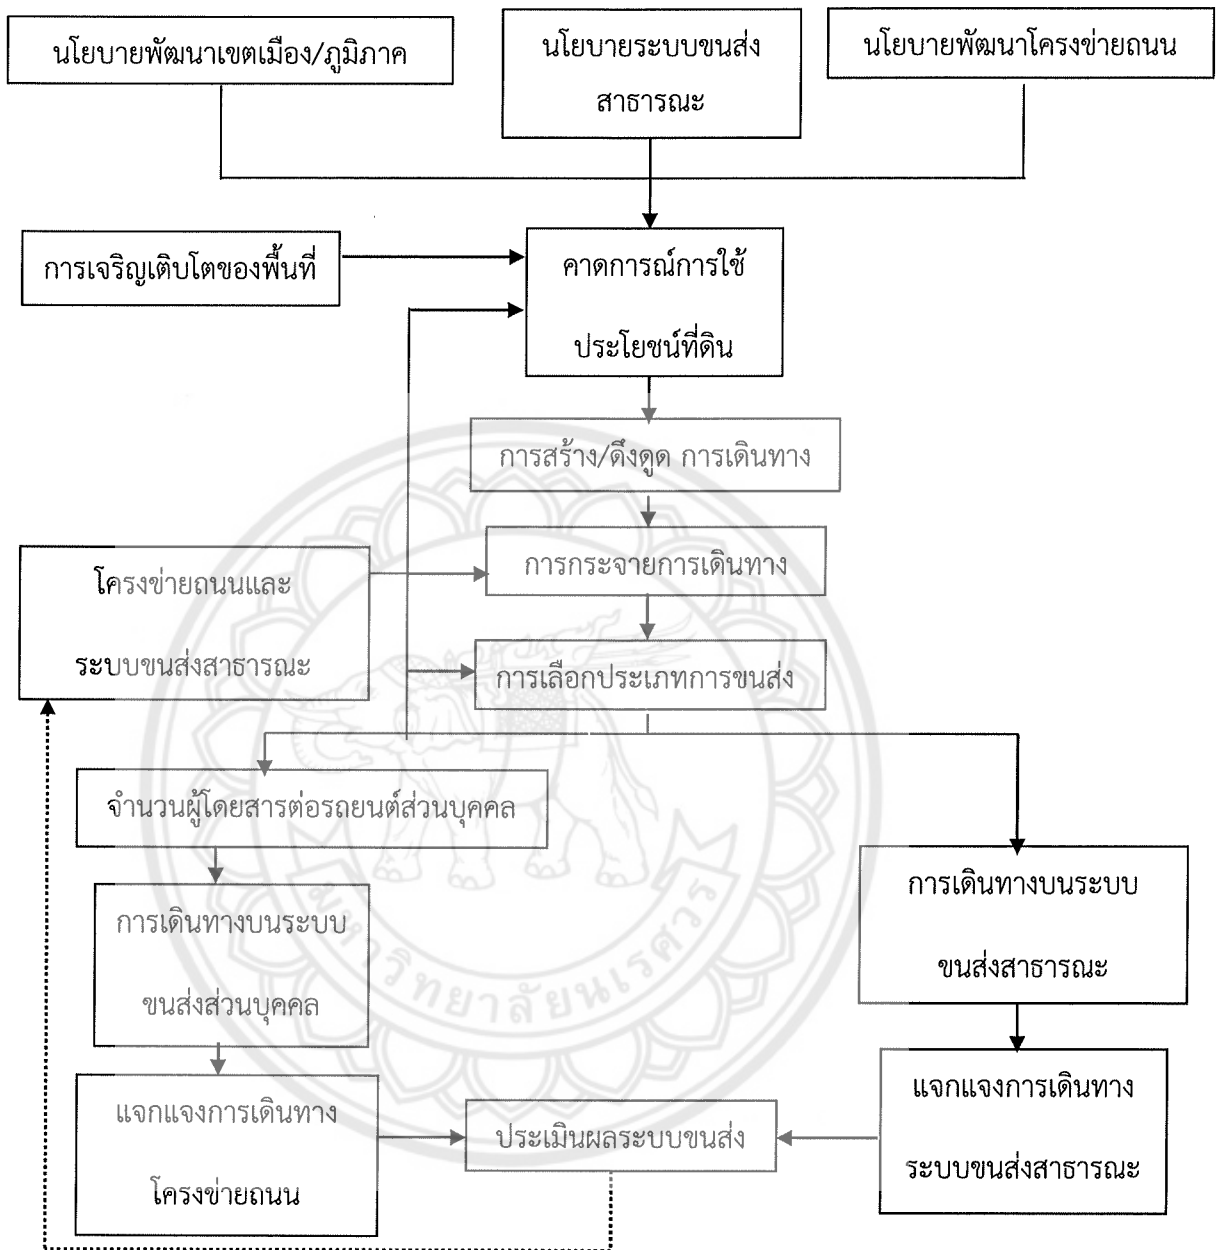 นโยบายพัฒนาเขตเมือง/ภูมิภาค
นโยบายระบบขนส่ง
สาธารณะ
นโยบายพัฒนาโครงข่ายถนน
การเจริญเติบโตของพื้นที่
คาดการณ์การใช้
ประโยชน์ที่ดิน
การสร้าง/ดึงดูด การเดินทาง
การกระจายการเดินทาง
โครงข่ายถนนและ
ระบบขนส่งสาธารณะ
การเลือกประเภทการขนส่ง
จำนวนผู้โดยสารต่อรถยนต์ส่วนบุคคล
การเดินทางบนระบบ
ขนส่งส่วนบุคคล
การเดินทางบนระบบ
ขนส่งสาธารณะ
แจกแจงการเดินทาง
โครงข่ายถนน
ประเมินผลระบบขนส่ง
แจกแจงการเดินทาง
ระบบขนส่งสาธารณะ
มหาวิทยาลัยนเรศวร